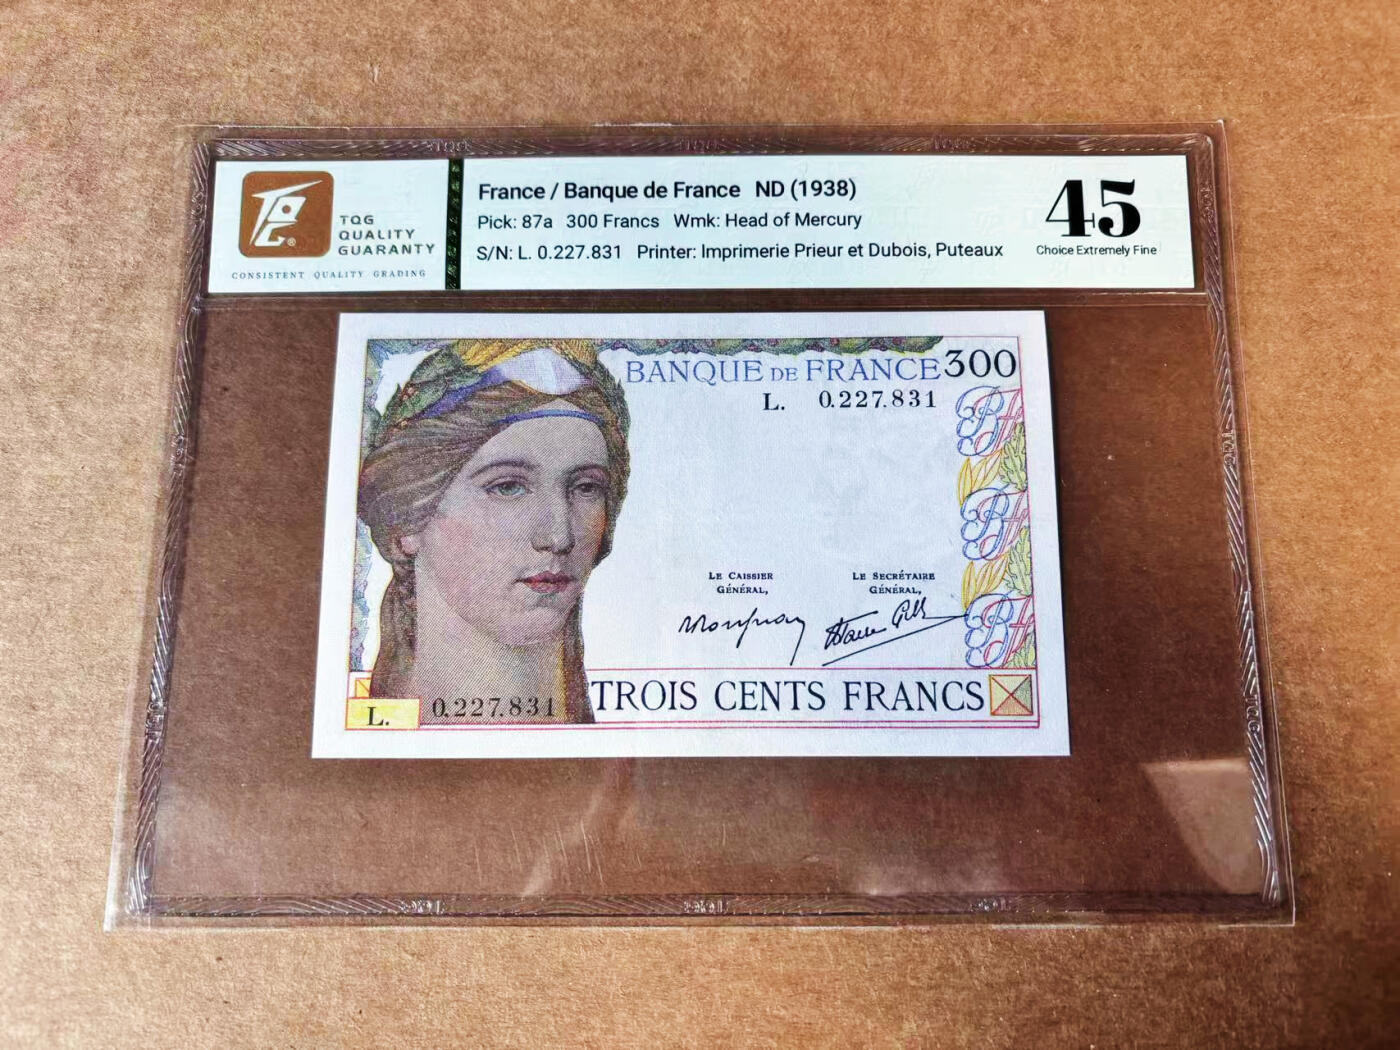 TQG
QUALITY
GUARANTY
CONSISTENT QUALITY GRADING
France / Banque de France ND (1938)
Pick: 87a 300 Francs Wmk: Head of Mercury
S/N: L. 0.227.831 Printer: Imprimerie Prieur et Dubois, Puteaux
45
Choice Extremely Fine
BANQUE DE FRANCE 300
L. 0.227.831
LE CAISSIER
GÉNÉRAL,
LE SECRÉTAIRE
GÉNÉRAL,
TROIS CENTS FRANCS
L. 0.227.831